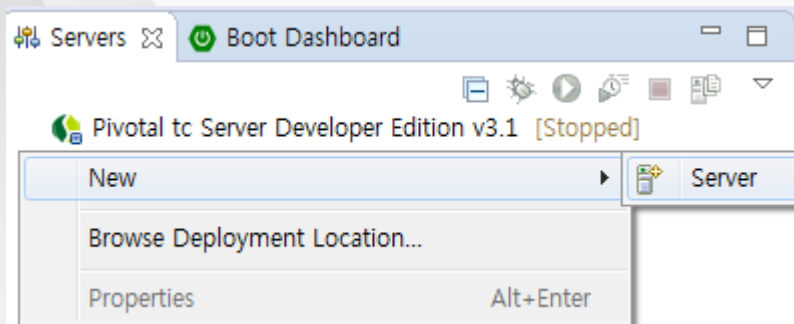 Servers Boot Dashboard
Pivotal tc Server Developer Edition v3.1 [Stopped]
New Server
Browse Deployment Location...
Properties Alt+Enter